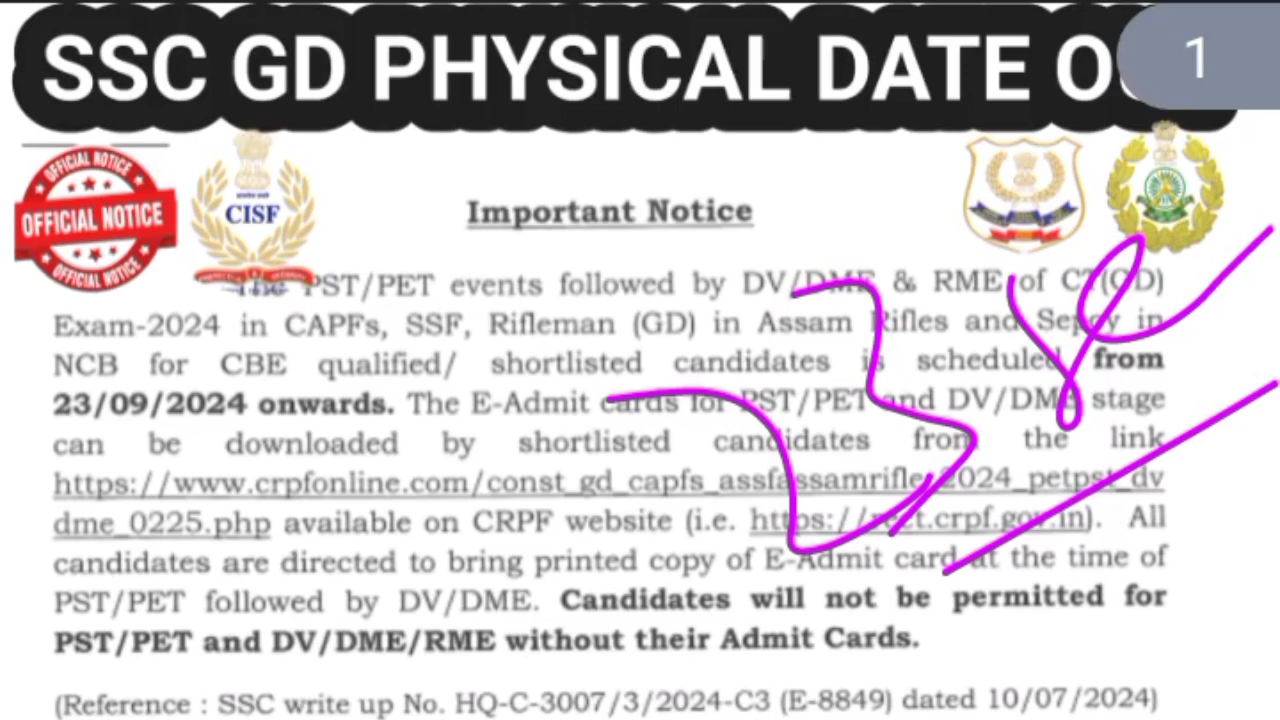 SSC GD PHYSICAL DATE O
1
OFFICIAL NOTICE
OFFICIAL NOTICE
OFFICIAL NOTICE
CISF
Important Notice
The PST/PET events followed by DV/DME & RME of CT(GD)
Exam-2024 in CAPFs, SSF, Rifleman (GD) in Assam Rifles and Sepoy in
NCB for CBE qualified/ shortlisted candidates is scheduled from
23/09/2024 onwards. The E-Admit cards for PST/PET and DV/DME stage
can be downloaded by shortlisted candidates from the link
https://www.crpfonline.com/const_gd_capfs_assfassamrifle_2024_petpst_dv
dme_0225.php available on CRPF website (i.e. https://rect.crpf.gov.in). All
candidates are directed to bring printed copy of E-Admit card at the time of
PST/PET followed by DV/DME. Candidates will not be permitted for
PST/PET and DV/DME/RME without their Admit Cards.
(Reference : SSC write up No. HQ-C-3007/3/2024-C3 (E-8849) dated 10/07/2024)